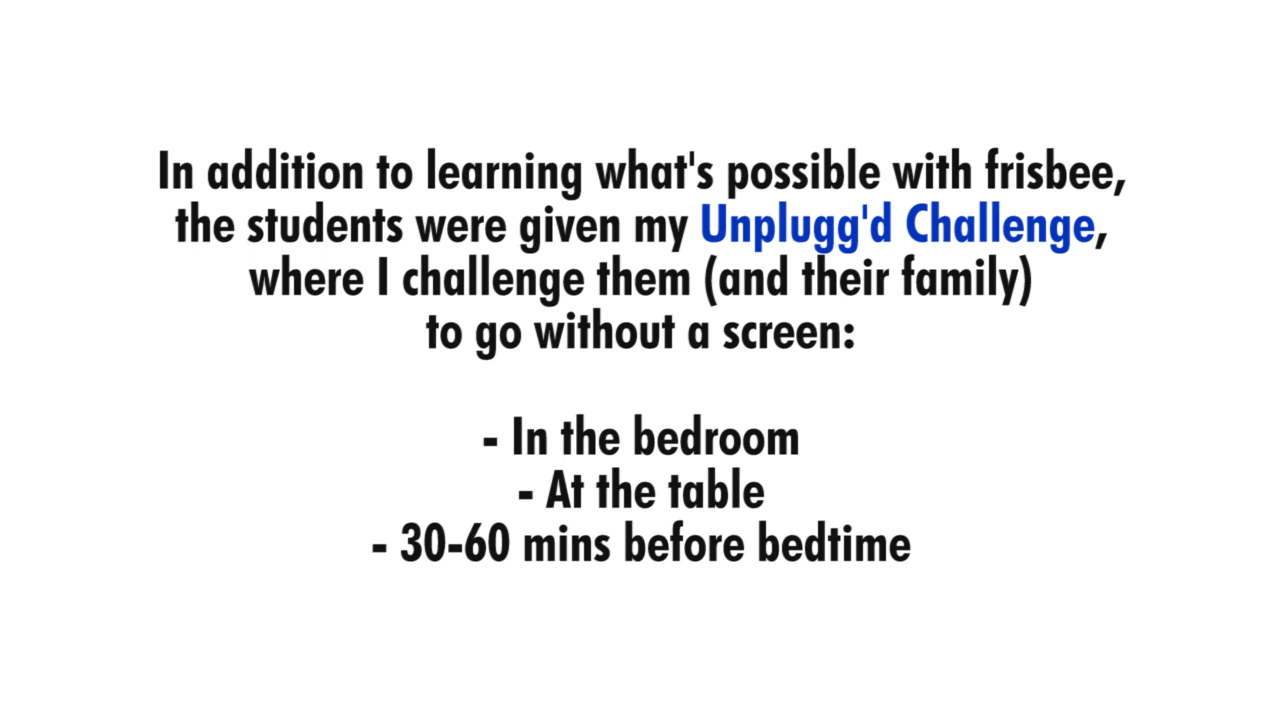 In addition to learning what's possible with frisbee,
the students were given my Unplugg'd Challenge,
where I challenge them (and their family)
to go without a screen:
- In the bedroom
- At the table
- 30-60 mins before bedtime